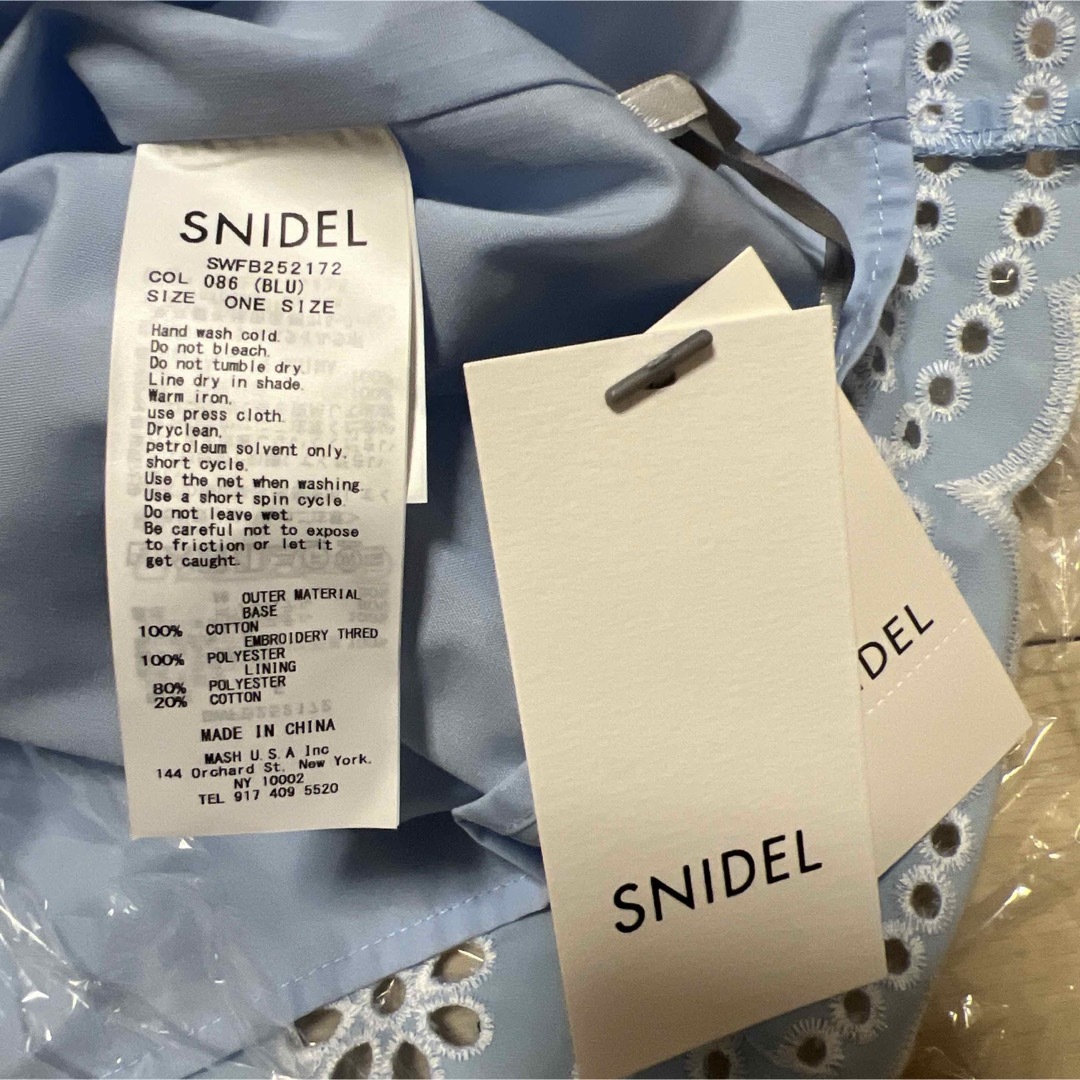 SNIDEL
SWFB252172
COL 086 (BLU)
SIZE ONE SIZE
Hand wash cold.
Do not bleach.
Do not tumble dry.
Line dry in shade.
Warm iron,
use press cloth.
Dryclean,
petroleum solvent only,
short cycle.
Use the net when washing.
Use a short spin cycle.
Do not leave wet.
Be careful not to expose
to friction or let it
get caught.
OUTER MATERIAL
BASE
100% COTTON
EMBROIDERY THRED
100% POLYESTER
LINING
80% POLYESTER
20% COTTON
MADE IN CHINA
MASH U.S.A Inc
144 Orchard St. New York.
NY 10002
TEL 917 409 5520
SNIDEL
IDEL